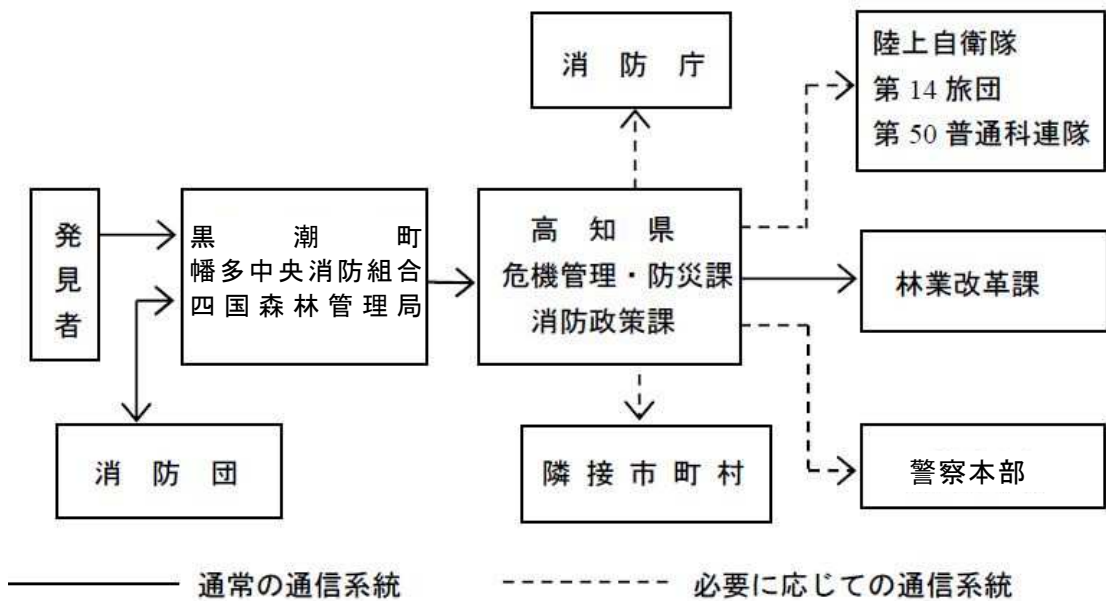 消防庁
陸上自衛隊
第 14 旅団
第 50 普通科連隊
発見者
黒潮町
幡多中央消防組合
四国森林管理局
高知県
危機管理・防災課
消防政策課
林業改革課
消防団
隣接市町村
警察本部
通常の通信系統
必要に応じての通信系統